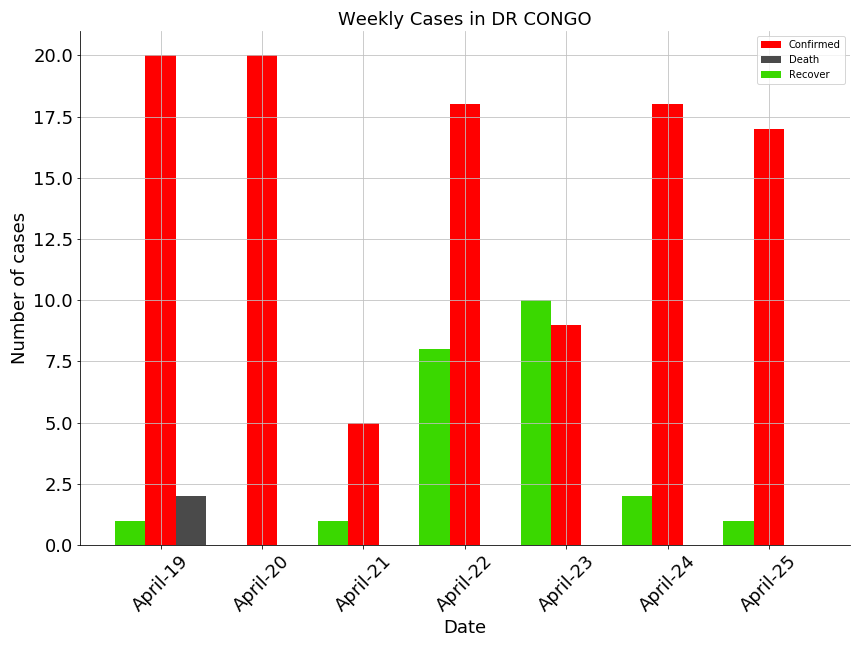 Weekly Cases in DR CONGO
Confirmed
Death
Recover
Number of cases
20.0
17.5
15.0
12.5
10.0
7.5
5.0
2.5
0.0
April-19 April-20 April-21 April-22 April-23 April-24 April-25
Date